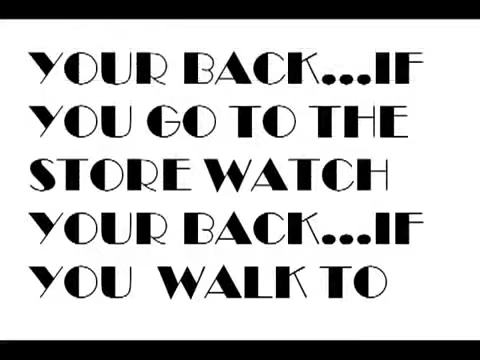 YOUR BACK...IF
YOU GO TO THE
STORE WATCH
YOUR BACK...IF
YOU  WALK TO